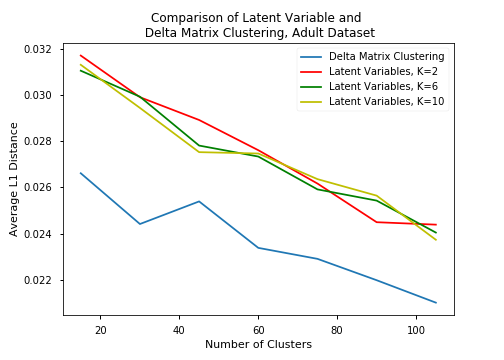 Comparison of Latent Variable and
Delta Matrix Clustering, Adult Dataset
Delta Matrix Clustering
Latent Variables, K=2
Latent Variables, K=6
Latent Variables, K=10
Average L1 Distance
0.032
0.030
0.028
0.026
0.024
0.022
20
40
60
80
100
Number of Clusters